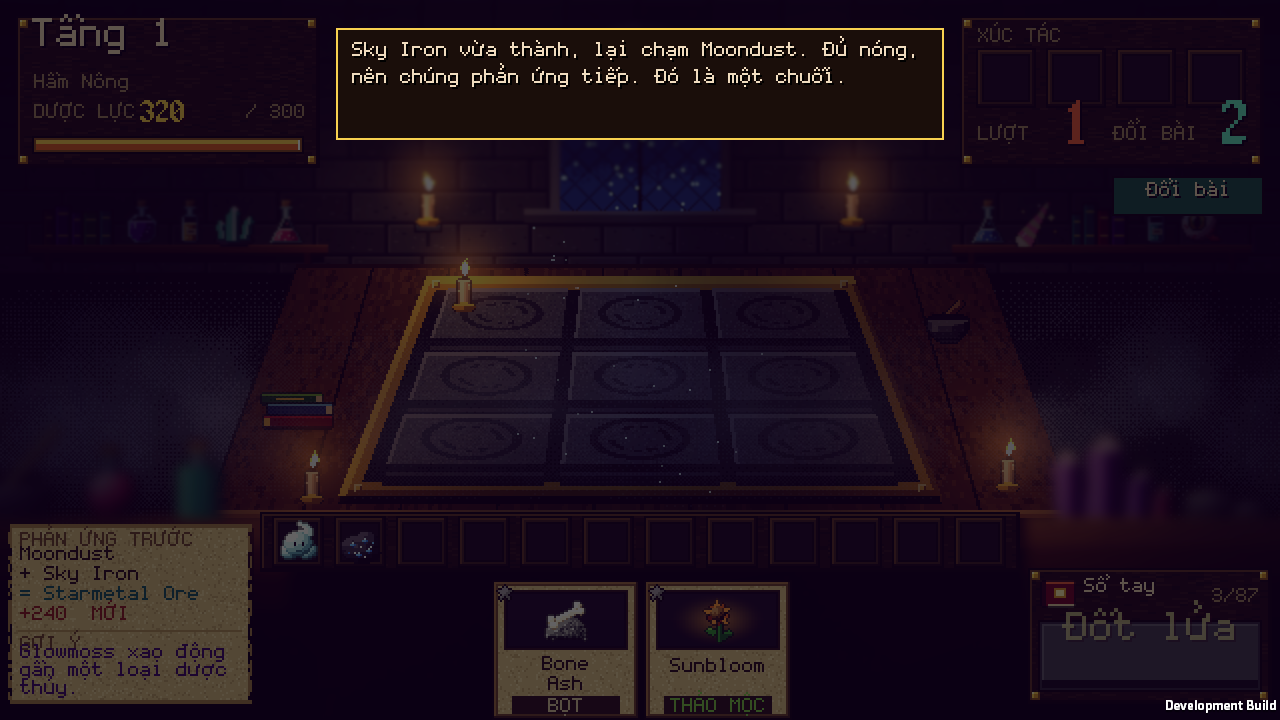 Tầng 1
Hầm Nông
DƯỢC LỰC 320 / 300
Sky Iron vừa thành, lại chạm Moondust. Đủ nóng,
nên chúng phản ứng tiếp. Đó là một chuỗi.
XÚC TÁC
LƯỢT 1 ĐỔI BÀI 2
Đổi bài
PHẢN ỨNG TRƯỚC
Moondust
+ Sky Iron
= Starmetal Ore
+240 MỚI
GỢI Ý
Glowmoss xao động
gần một loại dược
thủy.
Bone
Ash
BỘT
Sunbloom
THẢO MỘC
Sổ tay
3/87
Đốt lửa
Development Build